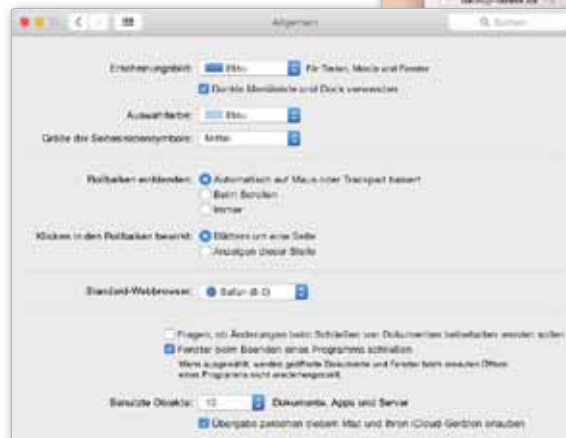 Allgemein
Suchen
Erscheinungsbild: Blau Für Tasten, Menüs und Fenster
Dunkle Menüleiste und Dock verwenden
Auswahlfarbe: Blau
Größe der Seitenleistensymbole: Mittel
Rollbalken einblenden: Automatisch auf Maus oder Trackpad basiert
Beim Scrollen
Immer
Klicken in den Rollbalken bewirkt: Blättern um eine Seite
Anzeigen dieser Stelle
Standard-Webbrowser: Safari
Fragen, ob Änderungen beim Schließen von Dokumenten beibehalten werden sollen
Fenster beim Beenden eines Programms schließen
Wenn ausgewählt, werden geöffnete Dokumente und Fenster beim erneuten Öffnen
eines Programms nicht wiederhergestellt.
Benutzte Objekte: 10 Dokumente, Apps und Server
Übergabe zwischen diesem Mac und Ihren iCloud-Geräten erlauben